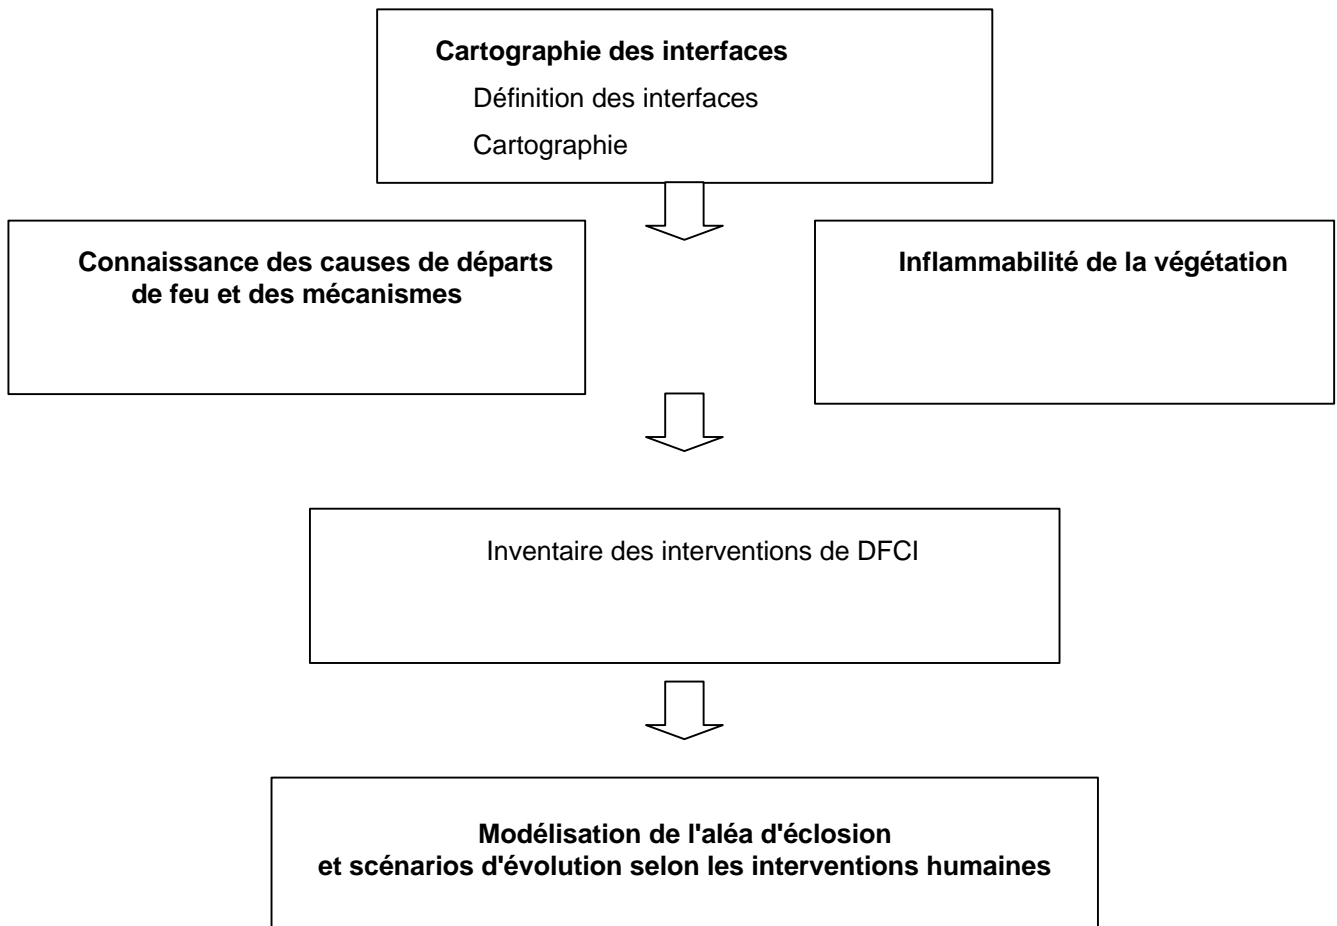 Cartographie des interfaces
Définition des interfaces
Cartographie
Connaissance des causes de départs
de feu et des mécanismes
Inflammabilité de la végétation
Inventaire des interventions de DFCI
Modélisation de l'aléa d'éclosion
et scénarios d'évolution selon les interventions humaines